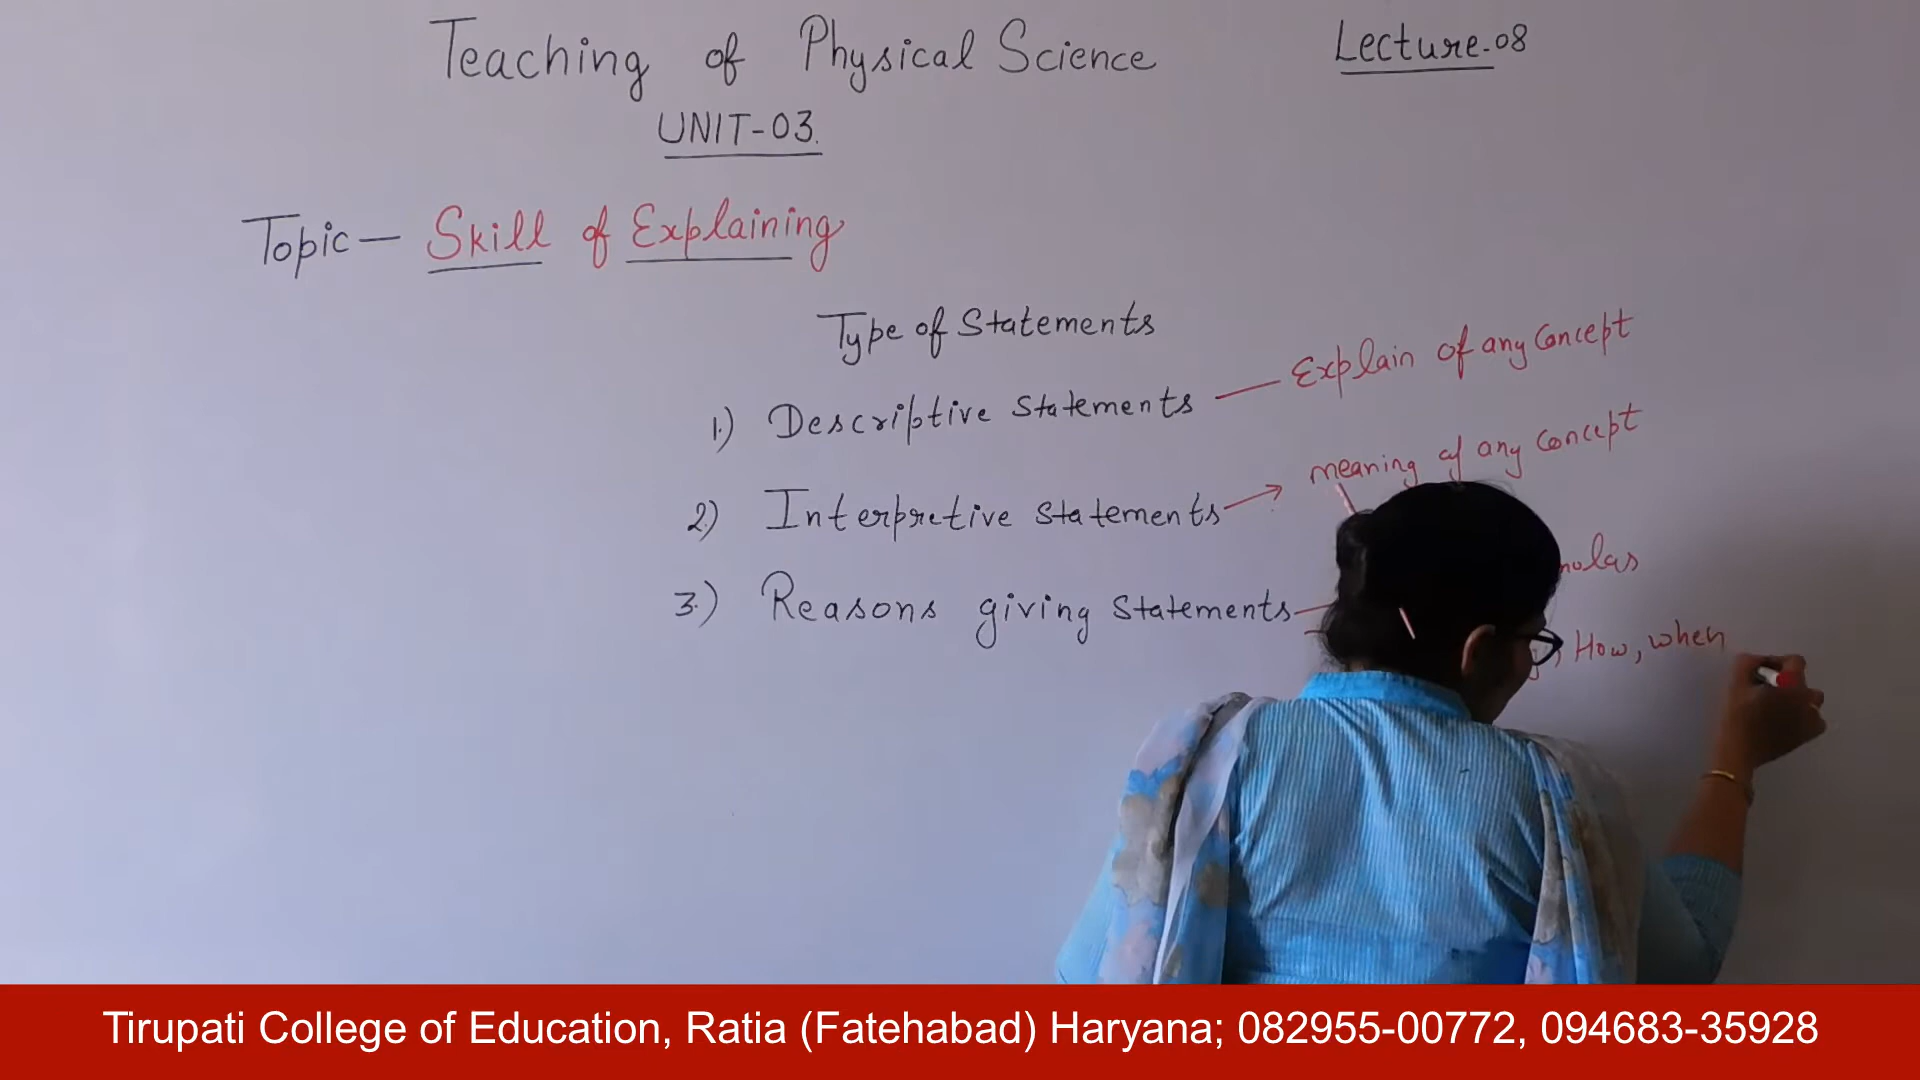 Teaching of Physical Science
Lecture-08
UNIT-03.
Topic — Skill of Explaining
Type of Statements
1.) Descriptive Statements — Explain of any Concept
2) Interpretive Statements → meaning of any Concept
3.) Reasons giving Statements
How, when
Tirupati College of Education, Ratia (Fatehabad) Haryana; 082955-00772, 094683-35928